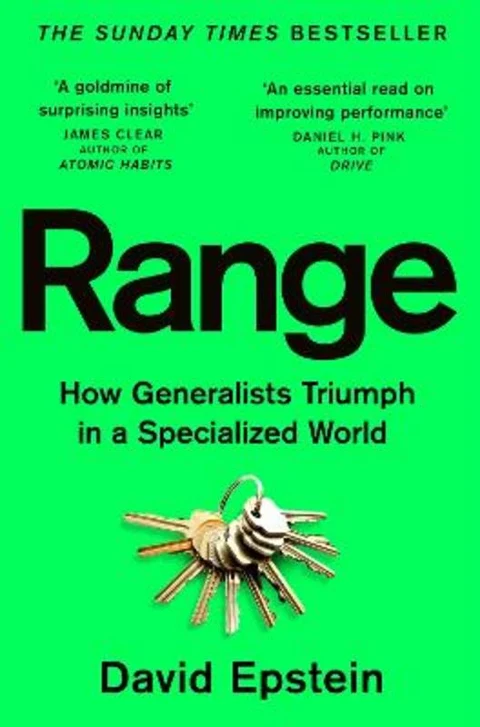 THE SUNDAY TIMES BESTSELLER
'A goldmine of
surprising insights'
JAMES CLEAR
AUTHOR OF
ATOMIC HABITS
'An essential read on
improving performance'
DANIEL H. PINK
AUTHOR OF
DRIVE
Range
How Generalists Triumph
in a Specialized World
David Epstein